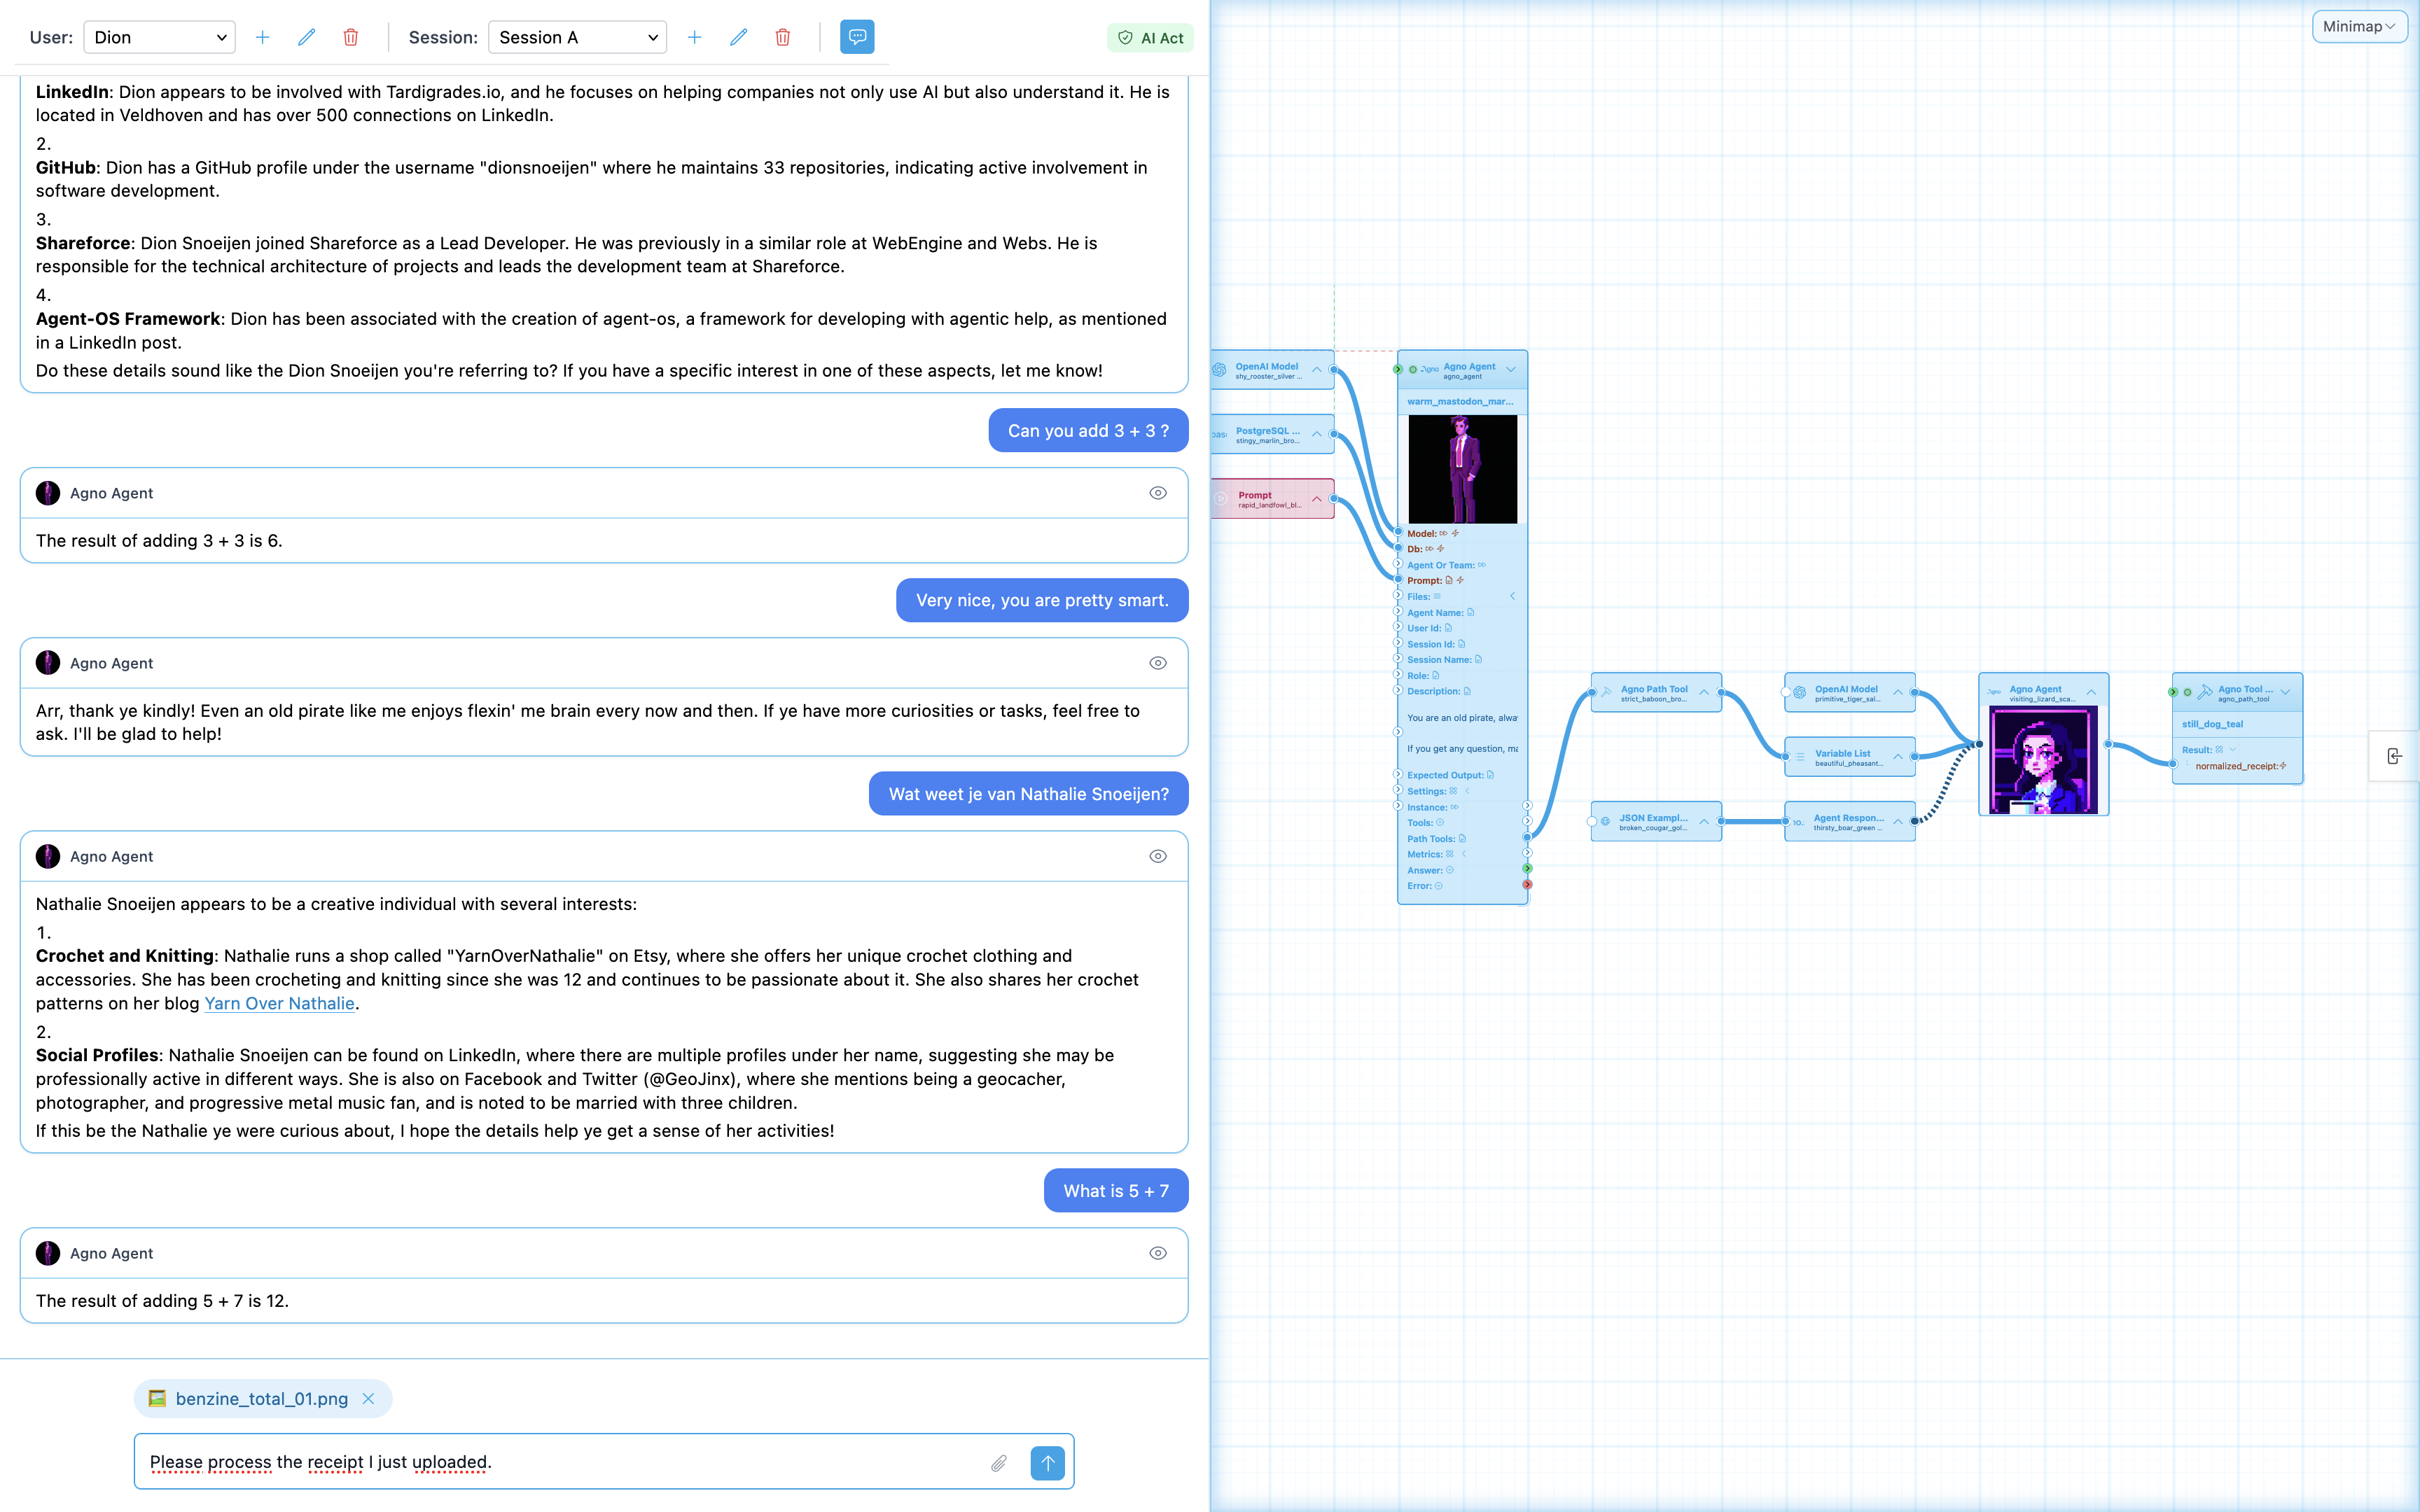 User: Dion Session: Session A AI Act
LinkedIn: Dion appears to be involved with Tardigrades.io, and he focuses on helping companies not only use AI but also understand it. He is
located in Veldhoven and has over 500 connections on LinkedIn.
2.
GitHub: Dion has a GitHub profile under the username "dionsnoeijen" where he maintains 33 repositories, indicating active involvement in
software development.
3.
Shareforce: Dion Snoeijen joined Shareforce as a Lead Developer. He was previously in a similar role at WebEngine and Webs. He is
responsible for the technical architecture of projects and leads the development team at Shareforce.
4.
Agent-OS Framework: Dion has been associated with the creation of agent-os, a framework for developing with agentic help, as mentioned
in a LinkedIn post.
Do these details sound like the Dion Snoeijen you're referring to? If you have a specific interest in one of these aspects, let me know!
Can you add 3 + 3 ?
Agno Agent
The result of adding 3 + 3 is 6.
Very nice, you are pretty smart.
Agno Agent
Arr, thank ye kindly! Even an old pirate like me enjoys flexin' me brain every now and then. If ye have more curiosities or tasks, feel free to
ask. I'll be glad to help!
Wat weet je van Nathalie Snoeijen?
Agno Agent
Nathalie Snoeijen appears to be a creative individual with several interests:
1.
Crochet and Knitting: Nathalie runs a shop called "YarnOverNathalie" on Etsy, where she offers her unique crochet clothing and
accessories. She has been crocheting and knitting since she was 12 and continues to be passionate about it. She also shares her crochet
patterns on her blog Yarn Over Nathalie.
2.
Social Profiles: Nathalie Snoeijen can be found on LinkedIn, where there are multiple profiles under her name, suggesting she may be
professionally active in different ways. She is also on Facebook and Twitter (@GeoJinx), where she mentions being a geocacher,
photographer, and progressive metal music fan, and is noted to be married with three children.
If this be the Nathalie ye were curious about, I hope the details help ye get a sense of her activities!
What is 5 + 7
Agno Agent
The result of adding 5 + 7 is 12.
benzine_total_01.png
Please process the receipt I just uploaded.
Minimap
OpenAI Model
shy_rooster_silver ...
PostgreSQL ...
stingy_marlin_bro...
Prompt
rapid_landfowl_bl...
Agno Agent
agno_agent
warm_mastodon_mar...
Model:
Db:
Agent Or Team:
Prompt:
Files:
Agent Name:
User Id:
Session Id:
Session Name:
Role:
Description:
You are an old pirate, alwa
If you get any question, ma
Expected Output:
Settings:
Instance:
Tools:
Path Tools:
Metrics:
Answer:
Error:
Agno Path Tool
strict_baboon_bro...
JSON Exampl...
broken_cougar_gol...
OpenAI Model
primitive_tiger_sal...
Variable List
beautiful_pheasant...
Agent Respon...
thirsty_boar_green ...
Agno Agent
visiting_lizard_sca...
Agno Tool ...
agno_path_tool
still_dog_teal
Result:
normalized_receipt: